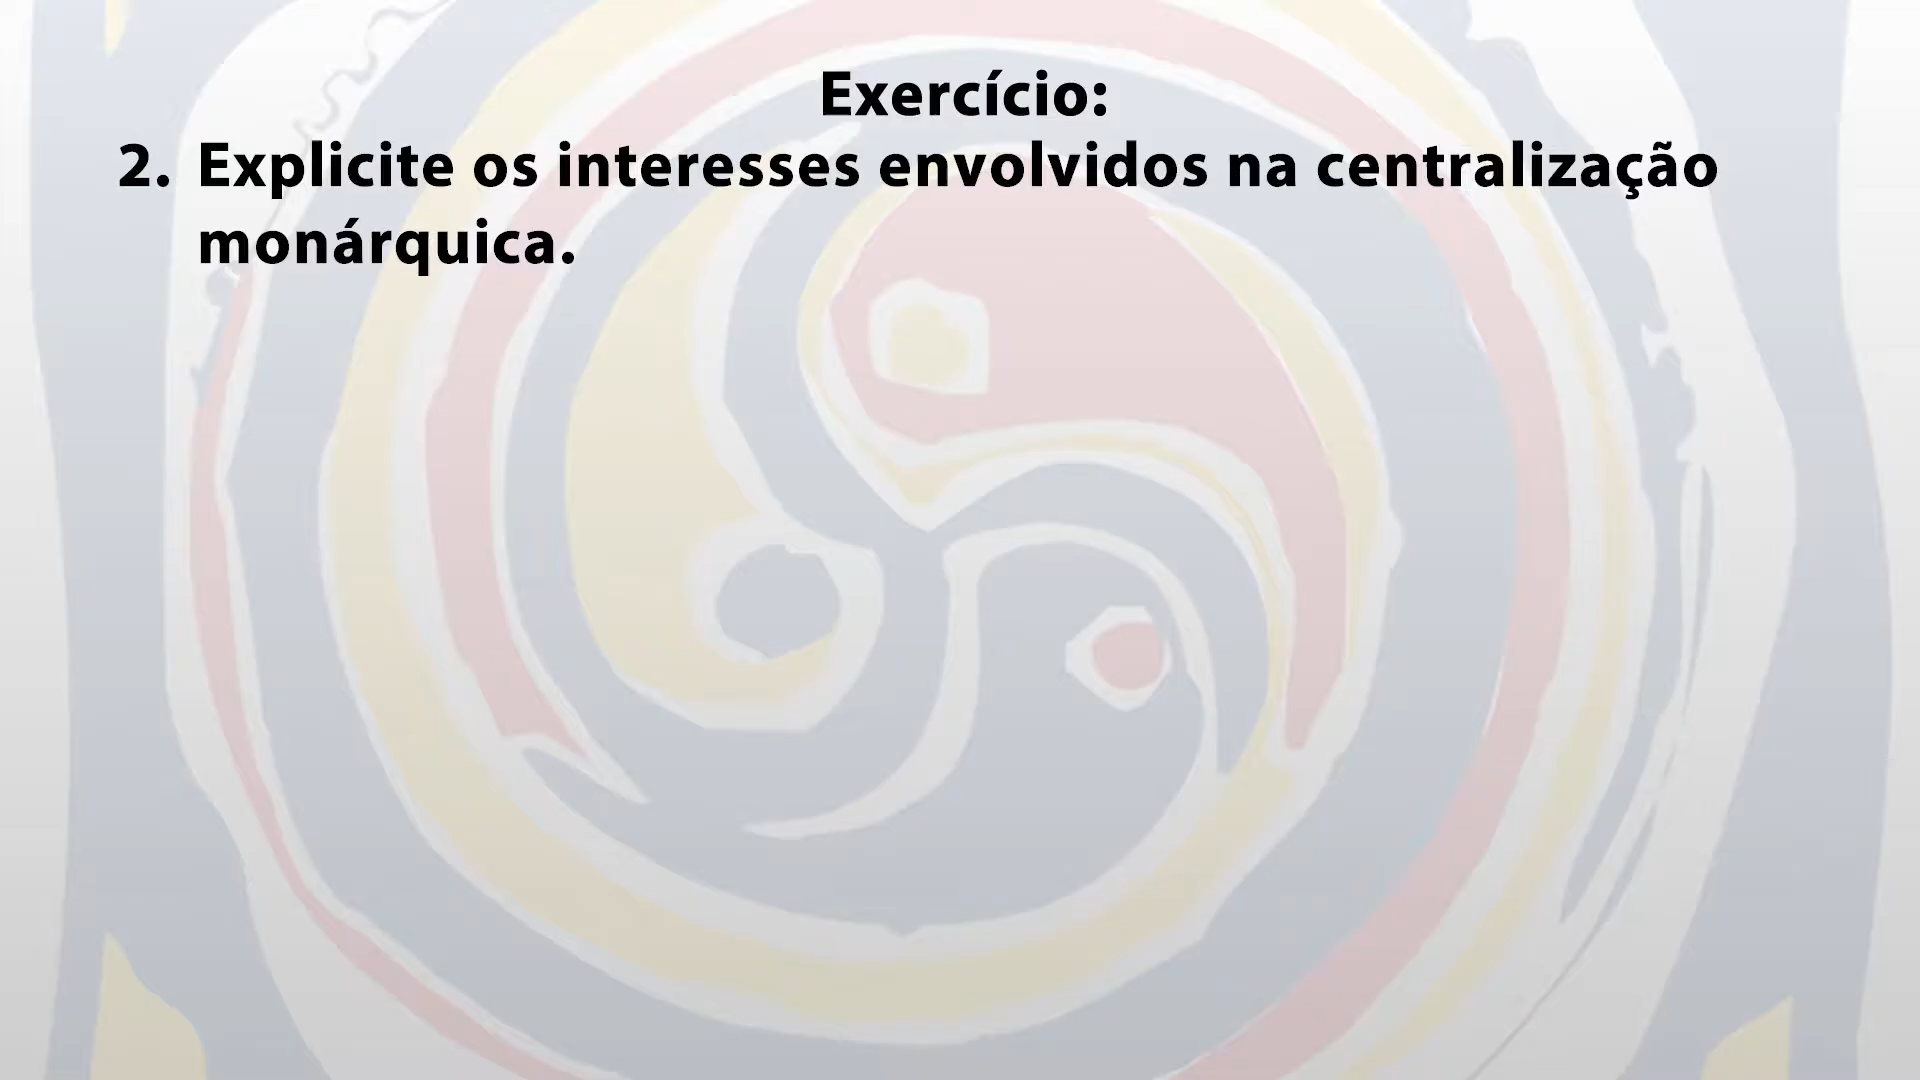 Exercício:
2. Explicite os interesses envolvidos na centralização
monárquica.